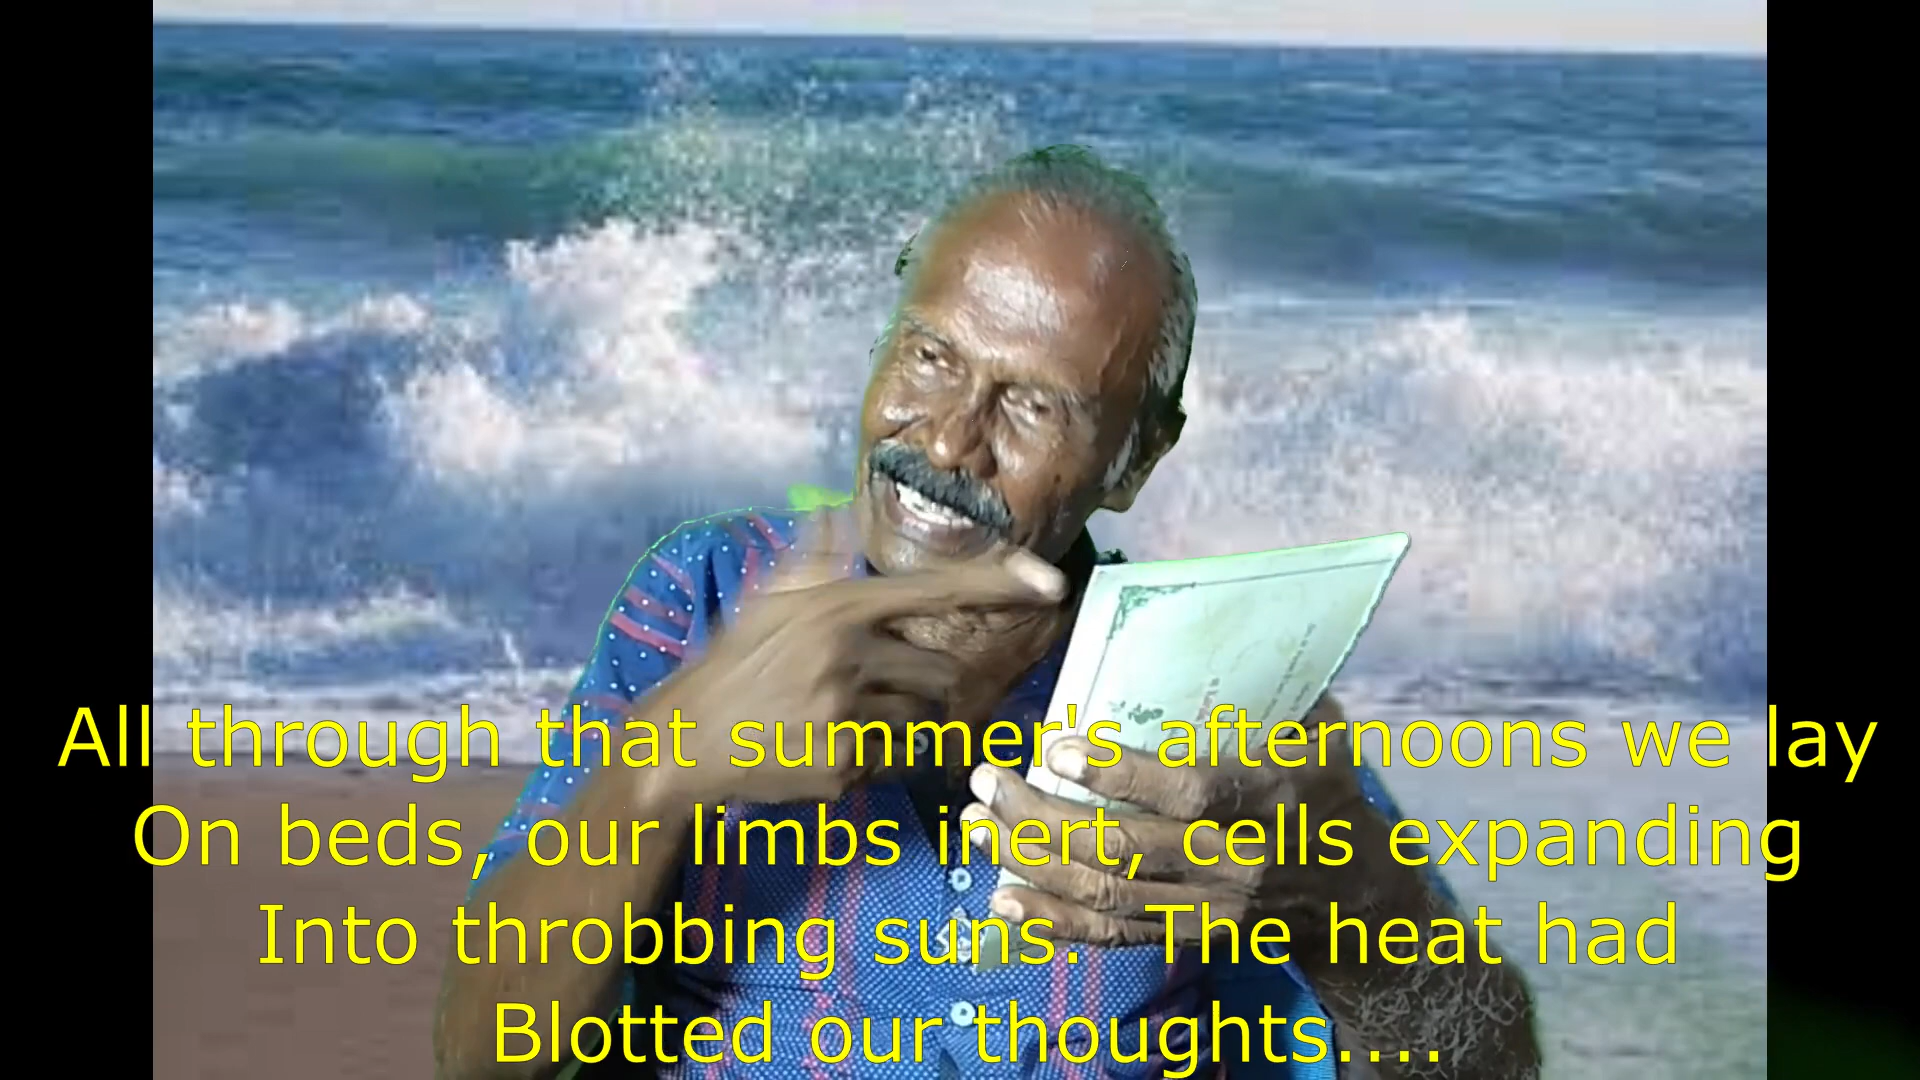 All through that summer's afternoons we lay
On beds, our limbs inert, cells expanding
Into throbbing suns.  The heat had
Blotted our thoughts....